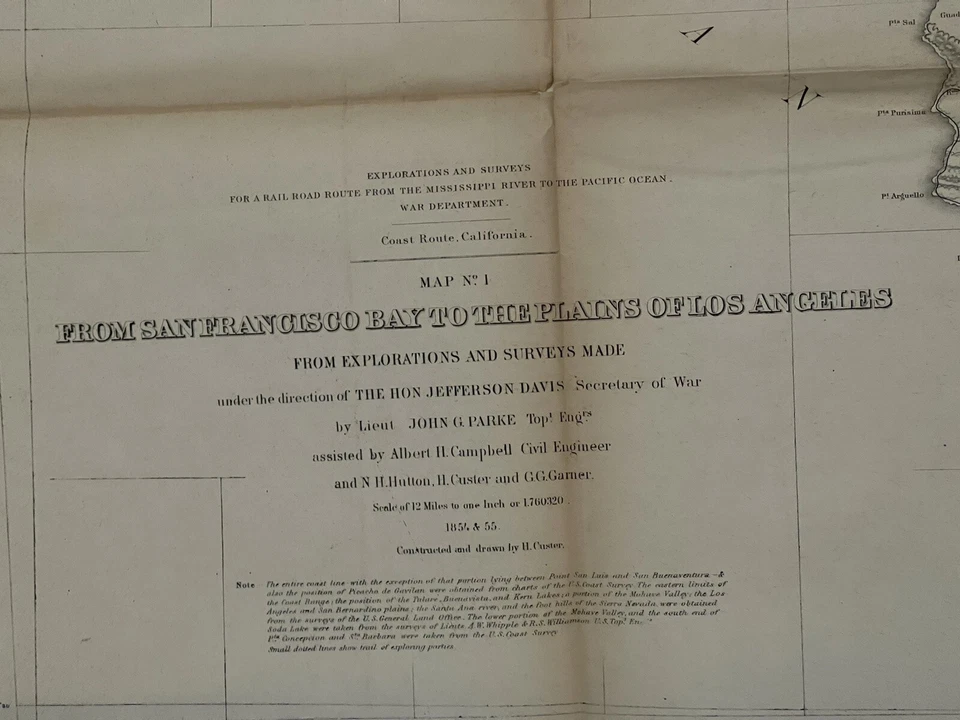 pta Sal
Guad
A
N
pta Purisima
Pt Arguello
EXPLORATIONS AND SURVEYS
FOR A RAIL ROAD ROUTE FROM THE MISSISSIPPI RIVER TO THE PACIFIC OCEAN.
WAR DEPARTMENT.
Coast Route, California.
MAP No. 1
FROM SAN FRANCISCO BAY TO THE PLAINS OF LOS ANGELES
FROM EXPLORATIONS AND SURVEYS MADE
under the direction of THE HON JEFFERSON DAVIS Secretary of War
by Lieut JOHN G. PARKE Topl Engrs
assisted by Albert H. Campbell Civil Engineer
and N H. Hutton, H. Custer and G.G. Garner.
Scale of 12 Miles to one Inch or 1.760320.
1854 & 55.
Constructed and drawn by H. Custer.
Note The entire coast line with the exception of that portion lying between Point San Luis and San Buenaventura &
also the position of Picacho de Gavilan were obtained from charts of the U.S. Coast Survey. The eastern limits of
the Coast Range; the position of the Tulare, Buenavista, and Kern Lakes; a portion of the Mohave Valley; the Los
Angeles and San Bernardino plains; the Santa Ana river, and the foot hills of the Sierra Nevada, were obtained
from the surveys of the U.S. General Land Office. The lower portion of the Mohave Valley, and the south end of
Soda Lake were taken from the surveys of Lieuts. A.W. Whipple & R.S. Williamson U.S. Topl Eng.
Pta Concepcion and Sta Barbara were taken from the U.S. Coast Survey
Small dotted lines show trail of exploring parties.